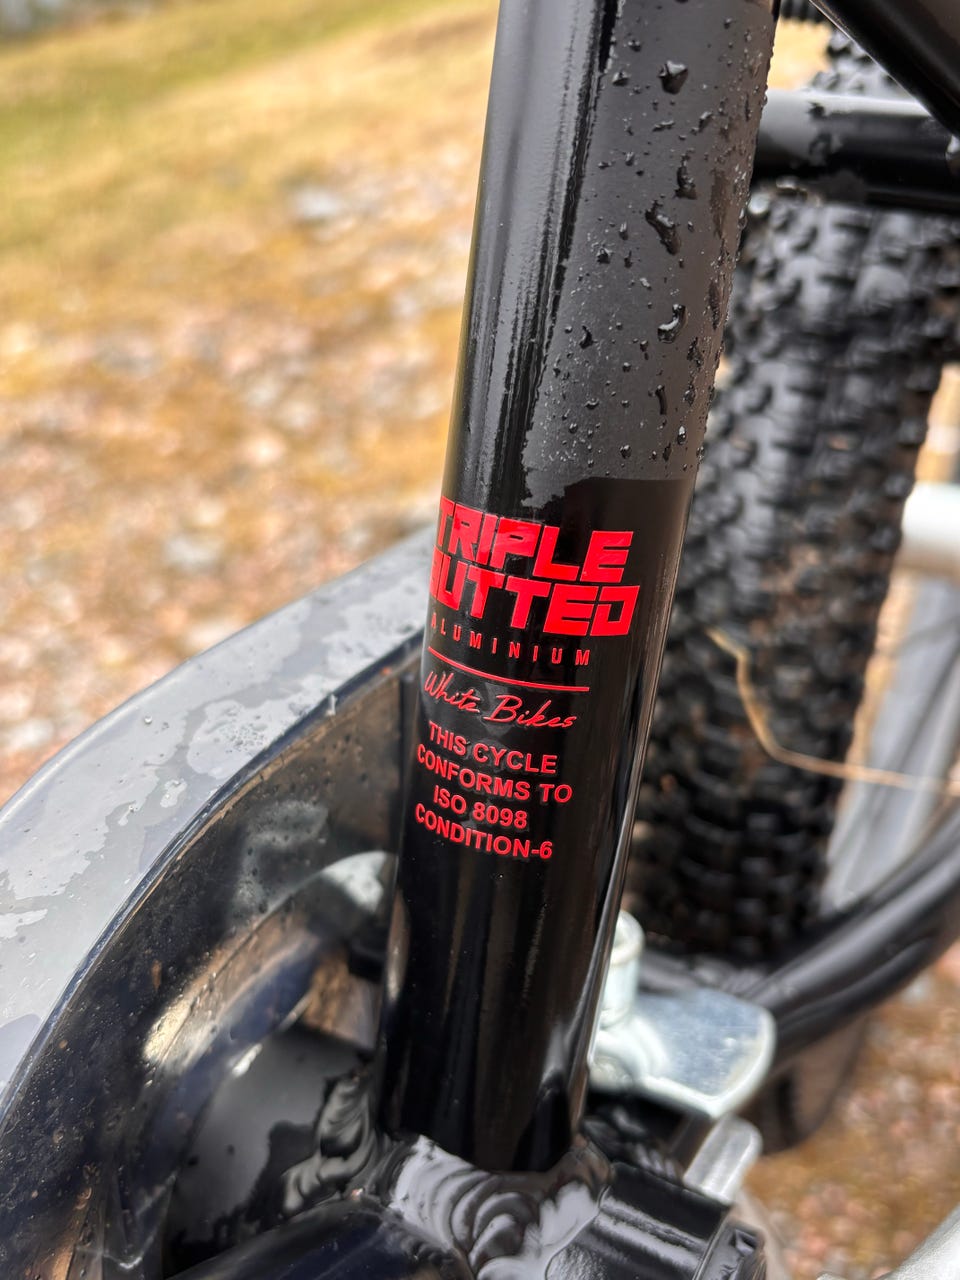 TRIPLE
BUTTED
ALUMINIUM
White Bikes
THIS CYCLE
CONFORMS TO
ISO 8098
CONDITION-6